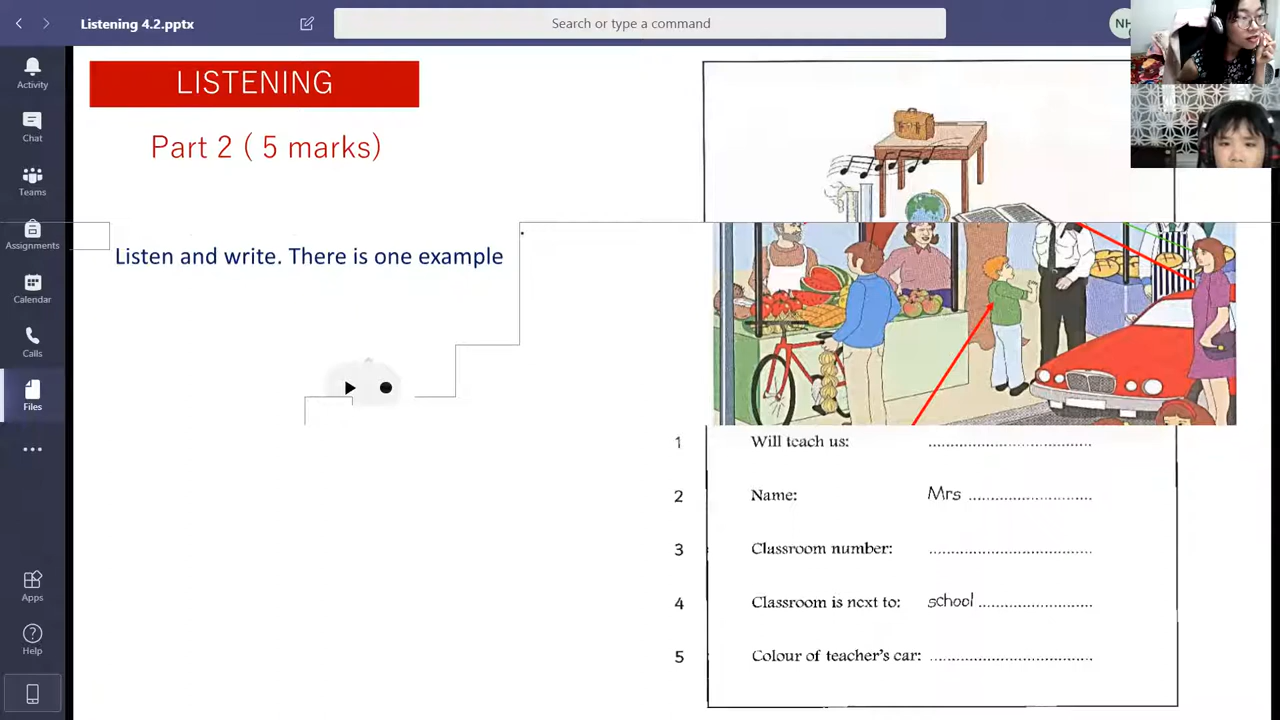 Listening 4.2.pptx
Search or type a command
NH
Activity
Chat
Teams
Assignments
Calendar
Calls
Files
Apps
Help
LISTENING
Part 2 ( 5 marks)
Listen and write. There is one example
1 Will teach us: ....................................
2 Name: Mrs ...........................
3 Classroom number: ....................................
4 Classroom is next to: school .........................
5 Colour of teacher's car: ....................................